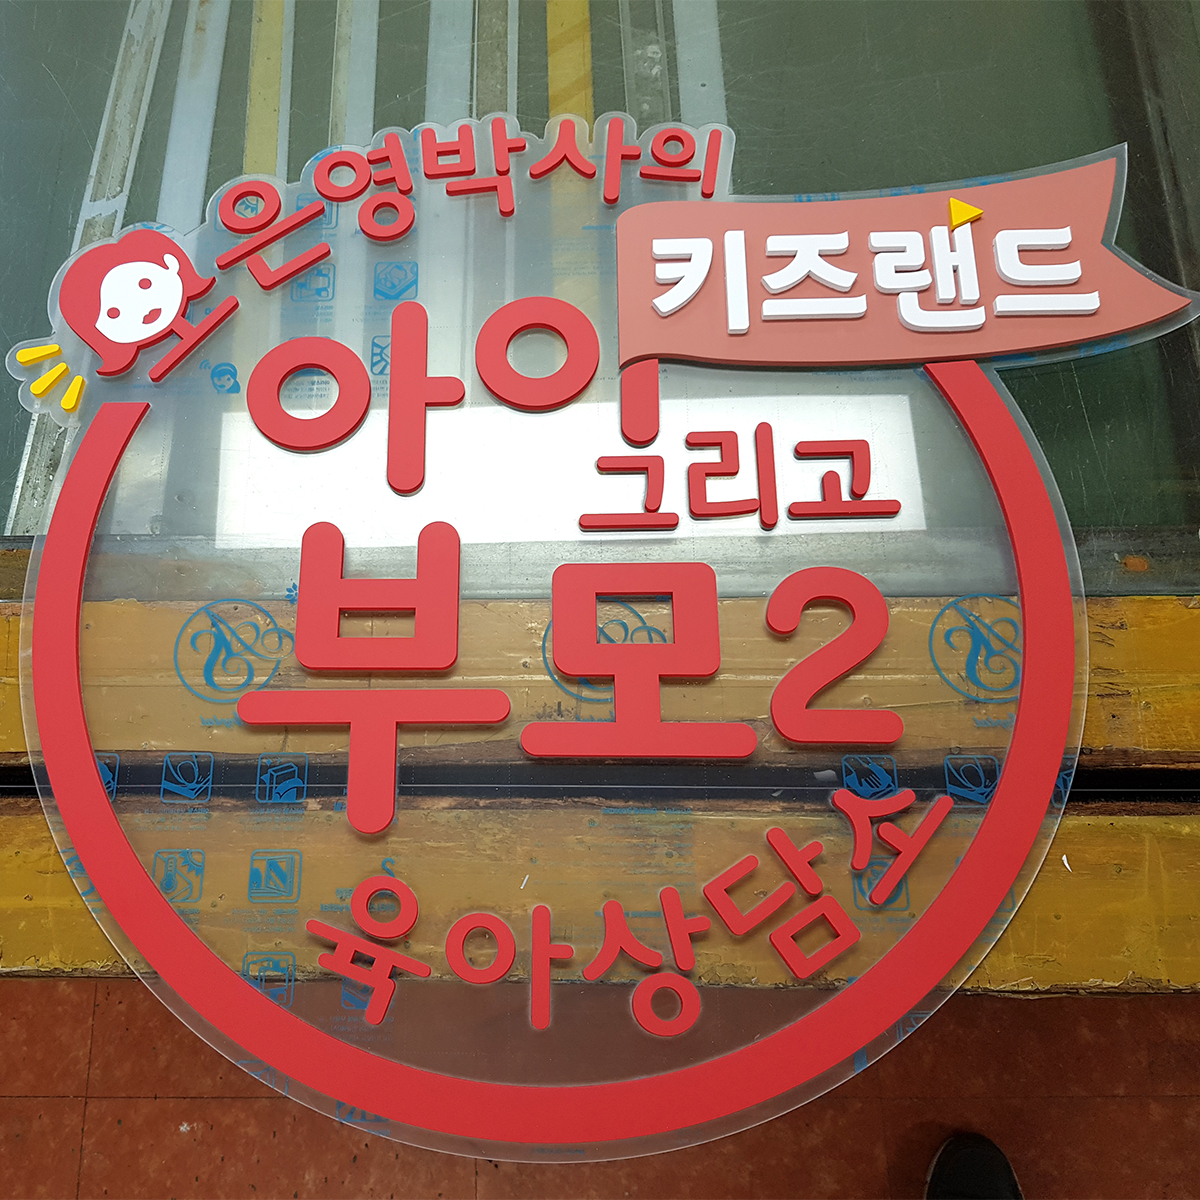 오은영박사의
키즈랜드
아이
그리고
부모2
육아상담소